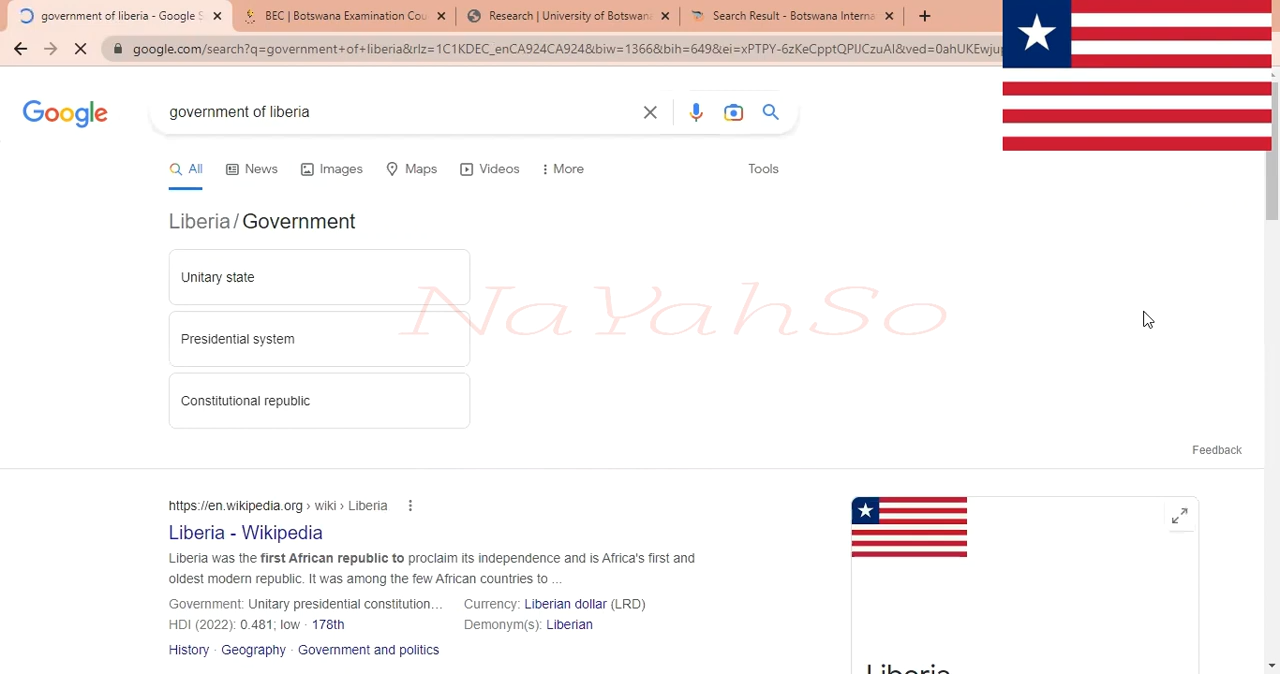 government of liberia - Google S
BEC | Botswana Examination Cou
Research | University of Botswana
Search Result - Botswana Interna
google.com/search?q=government+of+liberia&rlz=1C1KDEC_enCA924CA924&biw=1366&bih=649&ei=xPTPY-6zKeCpptQPlJCzuAI&ved=0ahUKEwju
Google
government of liberia
All
News
Images
Maps
Videos
More
Tools
Liberia / Government
Unitary state
NaYahSo
Presidential system
Constitutional republic
Feedback
https://en.wikipedia.org › wiki › Liberia
Liberia - Wikipedia
Liberia was the first African republic to proclaim its independence and is Africa's first and
oldest modern republic. It was among the few African countries to ...
Government: Unitary presidential constitution... Currency: Liberian dollar (LRD)
HDI (2022): 0.481; low · 178th Demonym(s): Liberian
History · Geography · Government and politics
Liberia